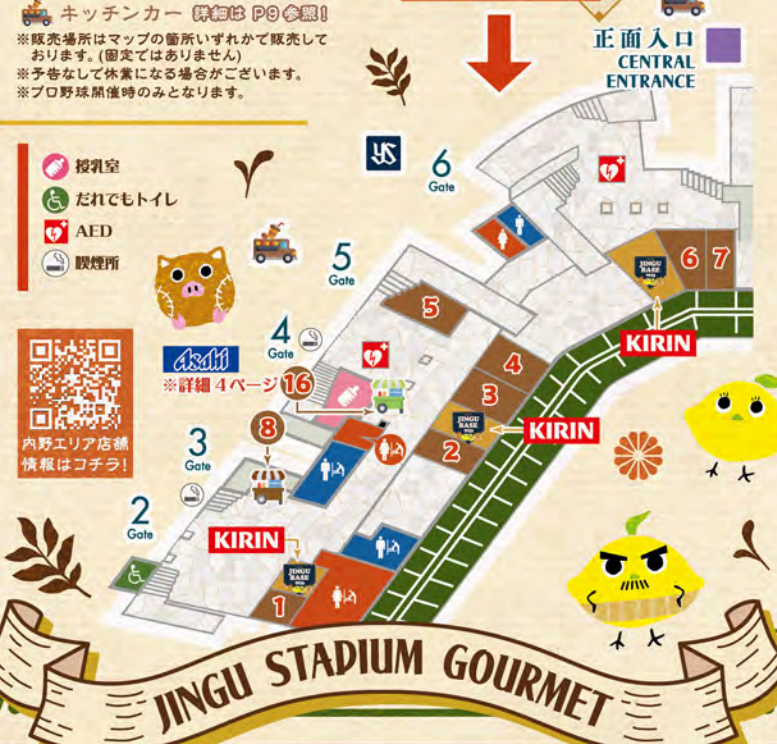 キッチンカー 詳細は P9 参照!
※販売場所はマップの箇所いずれかで販売して
おります。(固定ではありません)
※予告なしで休業になる場合がございます。
※プロ野球開催時のみとなります。
正面入口
CENTRAL
ENTRANCE
授乳室
だれでもトイレ
AED
喫煙所
YS
6
Gate
5
Gate
4
Gate
3
Gate
2
Gate
Asahi
※詳細4ページ
16
8
内野エリア店舗
情報はコチラ!
5
4
3
2
1
6
7
JINGU
BASE
KIRIN
JINGU
BASE
KIRIN
JINGU
BASE
KIRIN
JINGU STADIUM GOURMET